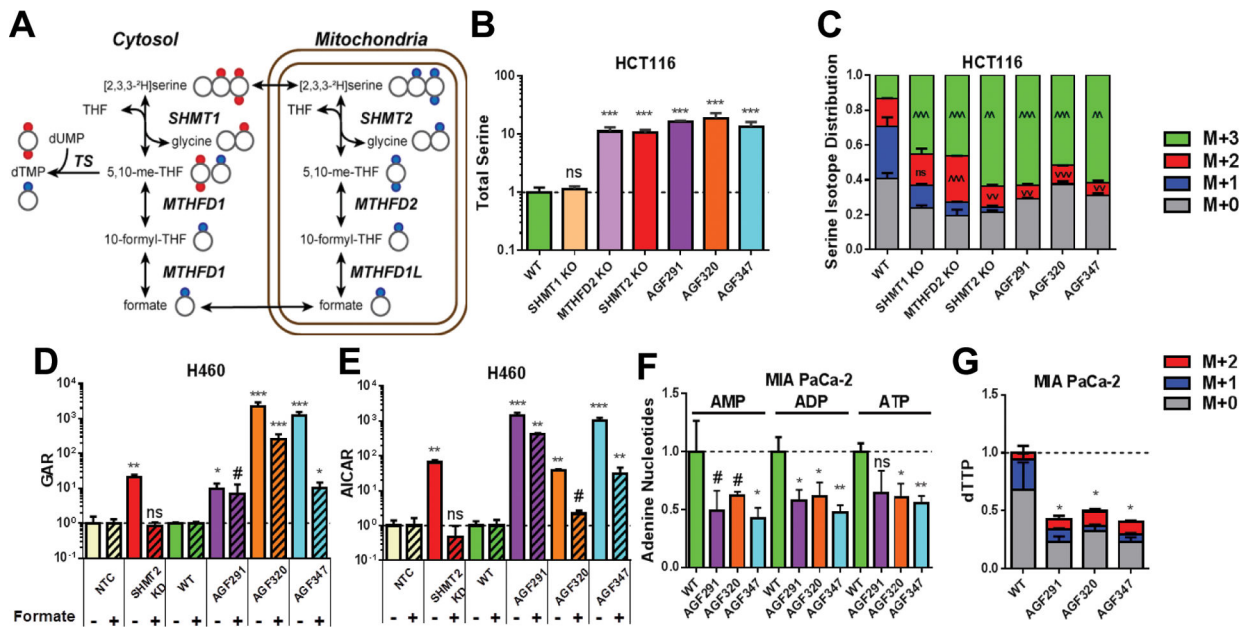 A
Cytosol
Mitochondria
[2,3,3-²H]serine
[2,3,3-²H]serine
THF
SHMT1
glycine
THF
SHMT2
glycine
dUMP
dTMP
TS
5,10-me-THF
5,10-me-THF
MTHFD1
MTHFD2
10-formyl-THF
10-formyl-THF
MTHFD1
MTHFD1L
formate
formate
B
HCT116
Total Serine
100
10
1
0.1
ns
***
***
***
***
***
WT
SHMT1 KO
MTHFD2 KO
SHMT2 KO
AGF291
AGF320
AGF347
C
HCT116
Serine Isotope Distribution
1.0
0.8
0.6
0.4
0.2
0.0
^^^
^^^
^^
^^
^^^
^^
ns
^^^
vv
vv
vvv
vv
WT
SHMT1 KO
MTHFD2 KO
SHMT2 KO
AGF291
AGF320
AGF347
M+3
M+2
M+1
M+0
D
H460
GAR
10⁴
10³
10²
10¹
10⁰
10⁻¹
**
ns
*
#
***
***
***
*
NTC
SHMT2 KD
WT
AGF291
AGF320
AGF347
Formate
- + - + - + - + - + - +
E
H460
AICAR
10⁴
10³
10²
10¹
10⁰
10⁻¹
**
ns
***
**
**
#
***
**
NTC
SHMT2 KD
WT
AGF291
AGF320
AGF347
- + - + - + - + - + - +
F
MIA PaCa-2
Adenine Nucleotides
1.5
1.0
0.5
0.0
AMP
ADP
ATP
#
#
*
*
*
**
ns
*
**
WT
AGF291
AGF320
AGF347
WT
AGF291
AGF320
AGF347
WT
AGF291
AGF320
AGF347
G
MIA PaCa-2
dTTP
1.5
1.0
0.5
0.0
*
*
*
WT
AGF291
AGF320
AGF347
M+2
M+1
M+0